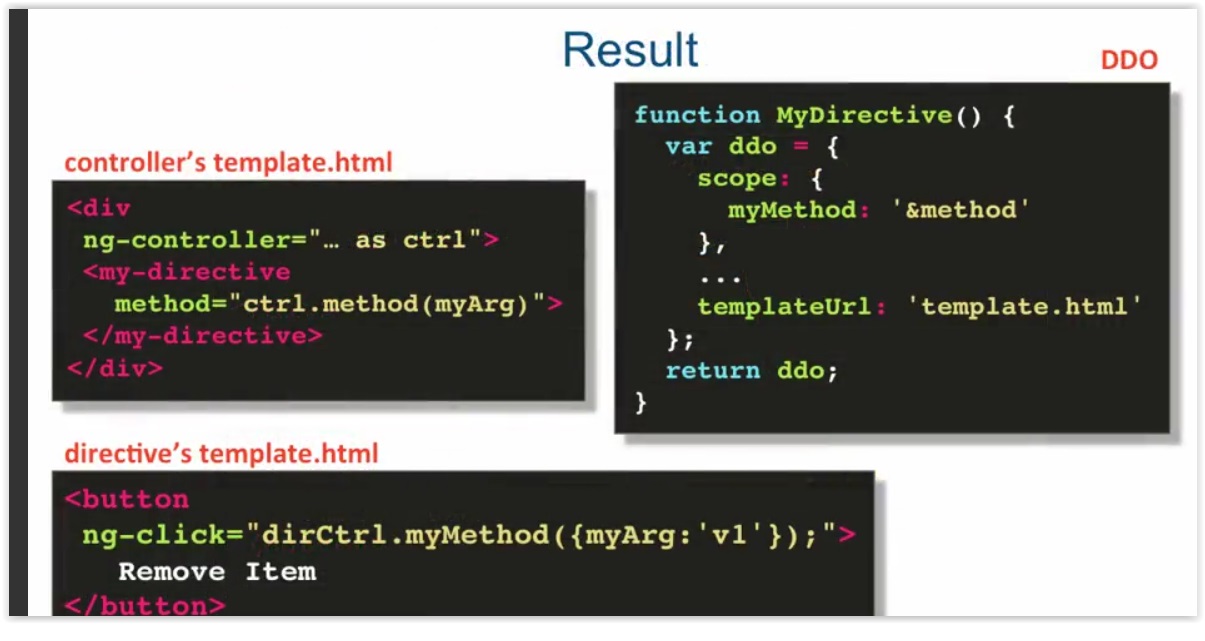 Result
DDO
function MyDirective() {
var ddo = {
scope: {
myMethod: '&method'
},
...
templateUrl: 'template.html'
};
return ddo;
}
controller's template.html
<div
ng-controller="… as ctrl">
<my-directive
method="ctrl.method(myArg)">
</my-directive>
</div>
directive's template.html
<button
ng-click="dirCtrl.myMethod({myArg:'v1'});">
Remove Item
</button>